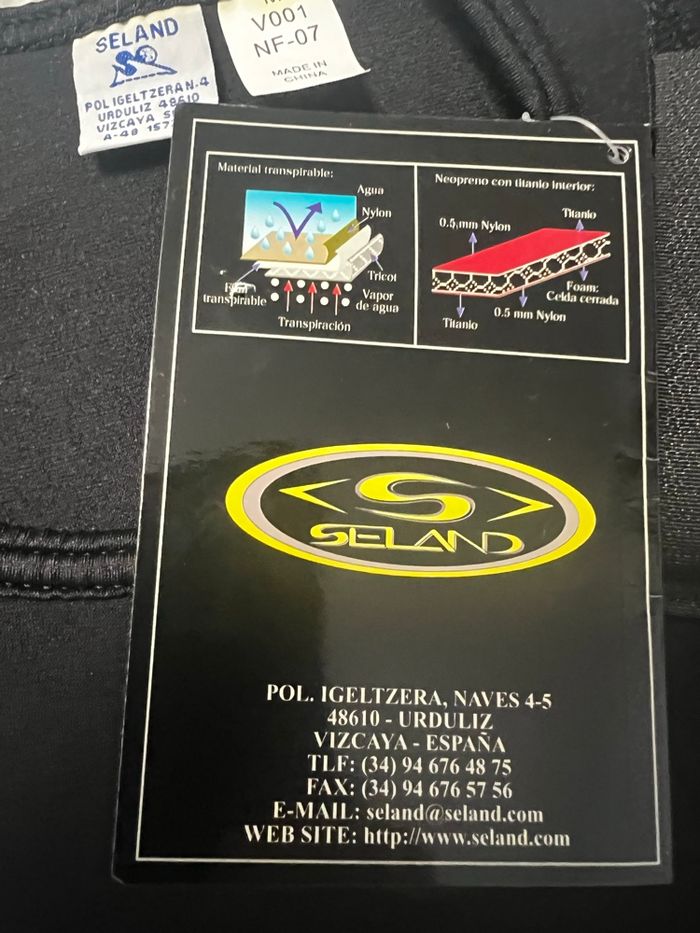 SELAND
POL IGELTZERA N.4
URDULIZ 48610
VIZCAYA
A-48
V001
NF-07
MADE IN
CHINA
Material transpirable:
Agua
Nylon
Tricot
Film
transpirable
Vapor
de agua
Transpiración
Neopreno con titanio interior:
0.5 mm Nylon
Titanio
Foam:
Celda cerrada
0.5 mm Nylon
Titanio
S
SELAND
POL. IGELTZERA, NAVES 4-5
48610 - URDULIZ
VIZCAYA - ESPAÑA
TLF: (34) 94 676 48 75
FAX: (34) 94 676 57 56
E-MAIL: seland@seland.com
WEB SITE: http://www.seland.com